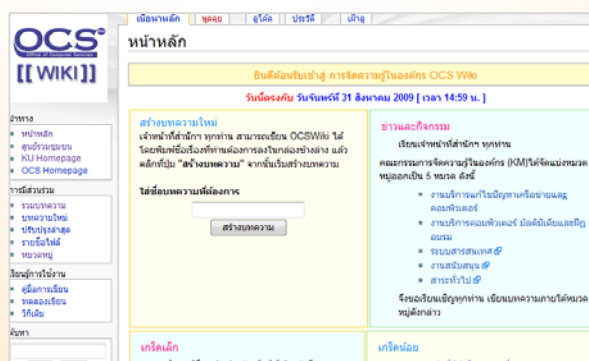 OCS
Office of Computer Services
[[ WIKI ]]
เนื้อหาหลัก
พูดคุย
ดูโค้ด
ประวัติ
เฝ้าดู
หน้าหลัก
ยินดีต้อนรับเข้าสู่ การจัดความรู้ในองค์กร OCS Wiki
วันนี้ตรงกับ วันจันทร์ที่ 31 สิงหาคม 2009 [ เวลา 14:59 น. ]
หน้าหลัก
ศูนย์รวมชุมชน
KU Homepage
OCS Homepage
การมีส่วนร่วม
รวมบทความ
บทความใหม่
ปรับปรุงล่าสุด
รายชื่อไฟล์
หมวดหมู่
เรียนรู้การใช้งาน
คู่มือการเขียน
ทดลองเขียน
วิกิเดิม
ค้นหา
สร้างบทความใหม่
เจ้าหน้าที่สำนักฯ ทุกท่าน สามารถเขียน OCSWiki ได้
โดยพิมพ์ชื่อเรื่องที่ท่านต้องการลงในกล่องข้างล่าง แล้ว
คลิกที่ปุ่ม "สร้างบทความ" จากนั้นเริ่มสร้างบทความ
ใส่ชื่อบทความที่ต้องการ
สร้างบทความ
ข่าวและกิจกรรม
เรียนเจ้าหน้าที่สำนักฯ ทุกท่าน
คณะกรรมการจัดความรู้ในองค์กร (KM)ได้จัดแบ่งหมวด
หมู่ออกเป็น 5 หมวด ดังนี้
งานบริการแก้ไขปัญหาเครือข่ายและ
คอมพิวเตอร์
งานบริการคอมพิวเตอร์ มัลติมีเดียและฝึก
อบรม
ระบบสารสนเทศ
งานสนับสนุน
สาระทั่วไป
จึงขอเรียนเชิญทุกท่าน เขียนบทความภายใต้หมวด
หมู่ดังกล่าว
เกร็ดเล็ก
เกร็ดน้อย